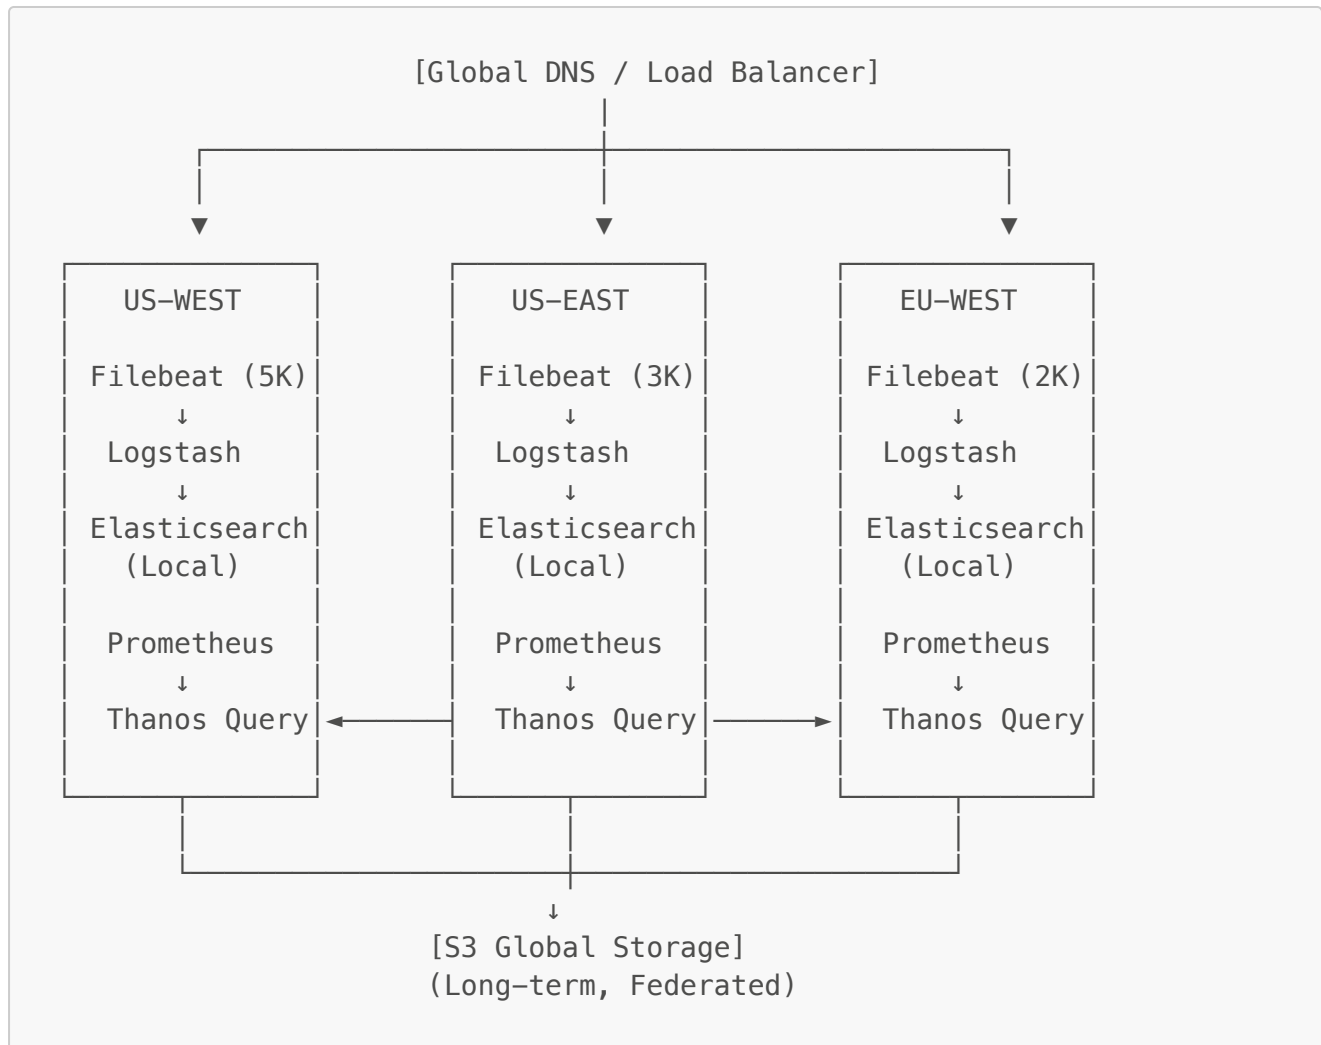 [Global DNS / Load Balancer]
US-WEST US-EAST EU-WEST
Filebeat (5K) Filebeat (3K) Filebeat (2K)
↓ ↓ ↓
Logstash Logstash Logstash
↓ ↓ ↓
Elasticsearch Elasticsearch Elasticsearch
(Local) (Local) (Local)
Prometheus Prometheus Prometheus
↓ ↓ ↓
Thanos Query Thanos Query Thanos Query
↓
[S3 Global Storage]
(Long-term, Federated)